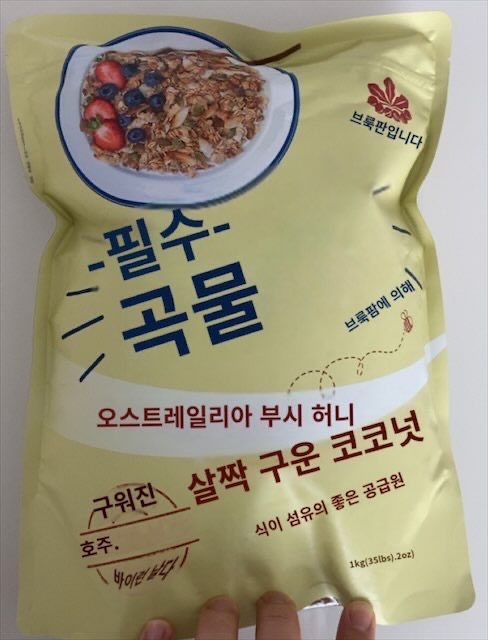 브룩판입니다
-필수-
곡물
브룩팜에 의해
오스트레일리아 부시 허니
살짝 구운 코코넛
식이 섬유의 좋은 공급원
구워진
호주.
1kg(35lbs).2oz)